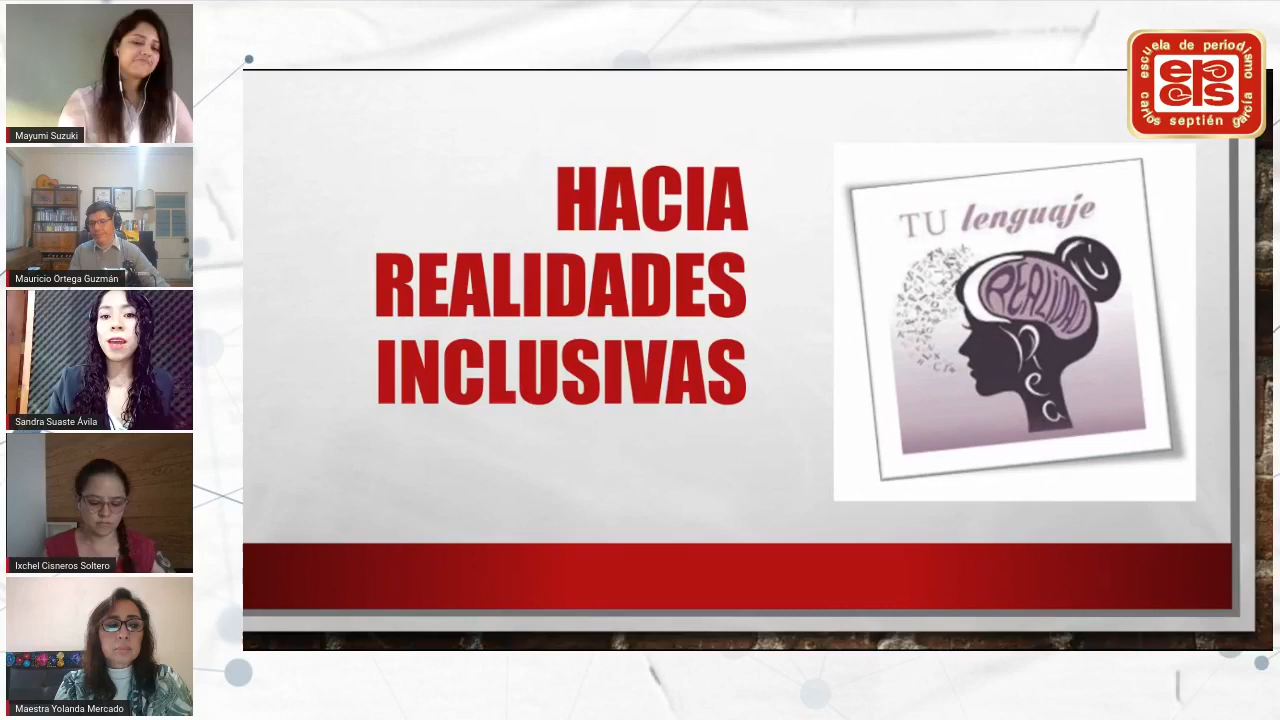 Mayumi Suzuki
Mauricio Ortega Guzmán
Sandra Suaste Ávila
Ixchel Cisneros Soltero
Maestra Yolanda Mercado
HACIA
REALIDADES
INCLUSIVAS
TU lenguaje
TÚ
REALIDAD
escuela de periodismo
carlos septién garcía